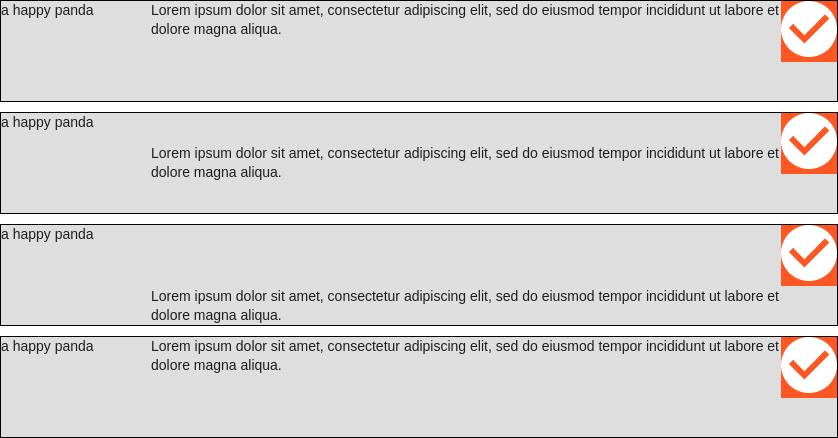 a happy panda
Lorem ipsum dolor sit amet, consectetur adipiscing elit, sed do eiusmod tempor incididunt ut labore et
dolore magna aliqua.
a happy panda
Lorem ipsum dolor sit amet, consectetur adipiscing elit, sed do eiusmod tempor incididunt ut labore et
dolore magna aliqua.
a happy panda
Lorem ipsum dolor sit amet, consectetur adipiscing elit, sed do eiusmod tempor incididunt ut labore et
dolore magna aliqua.
a happy panda
Lorem ipsum dolor sit amet, consectetur adipiscing elit, sed do eiusmod tempor incididunt ut labore et
dolore magna aliqua.